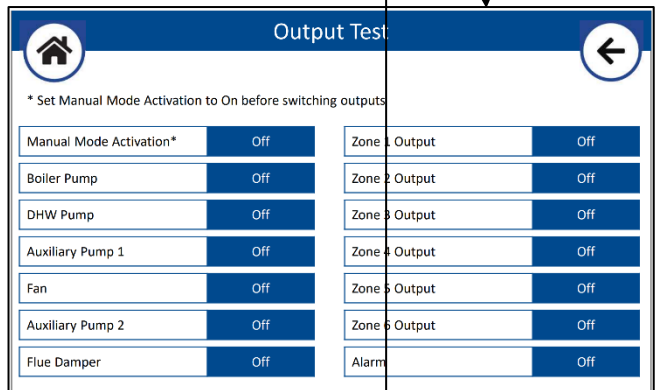 Output Test
* Set Manual Mode Activation to On before switching outputs
Manual Mode Activation* Off Zone 1 Output Off
Boiler Pump Off Zone 2 Output Off
DHW Pump Off Zone 3 Output Off
Auxiliary Pump 1 Off Zone 4 Output Off
Fan Off Zone 5 Output Off
Auxiliary Pump 2 Off Zone 6 Output Off
Flue Damper Off Alarm Off